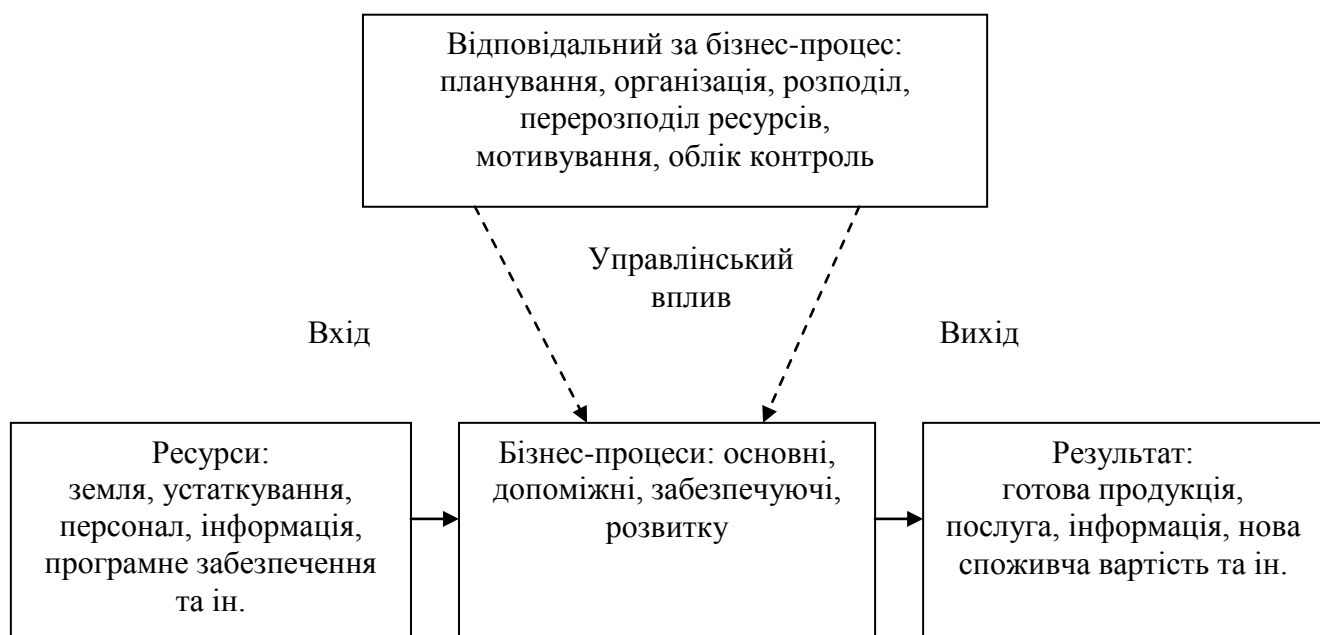 Відповідальний за бізнес-процес:
планування, організація, розподіл,
перерозподіл ресурсів,
мотивування, облік контроль
Управлінський
вплив
Вхід
Вихід
Ресурси:
земля, устаткування,
персонал, інформація,
програмне забезпечення
та ін.
Бізнес-процеси: основні,
допоміжні, забезпечуючі,
розвитку
Результат:
готова продукція,
послуга, інформація, нова
споживча вартість та ін.